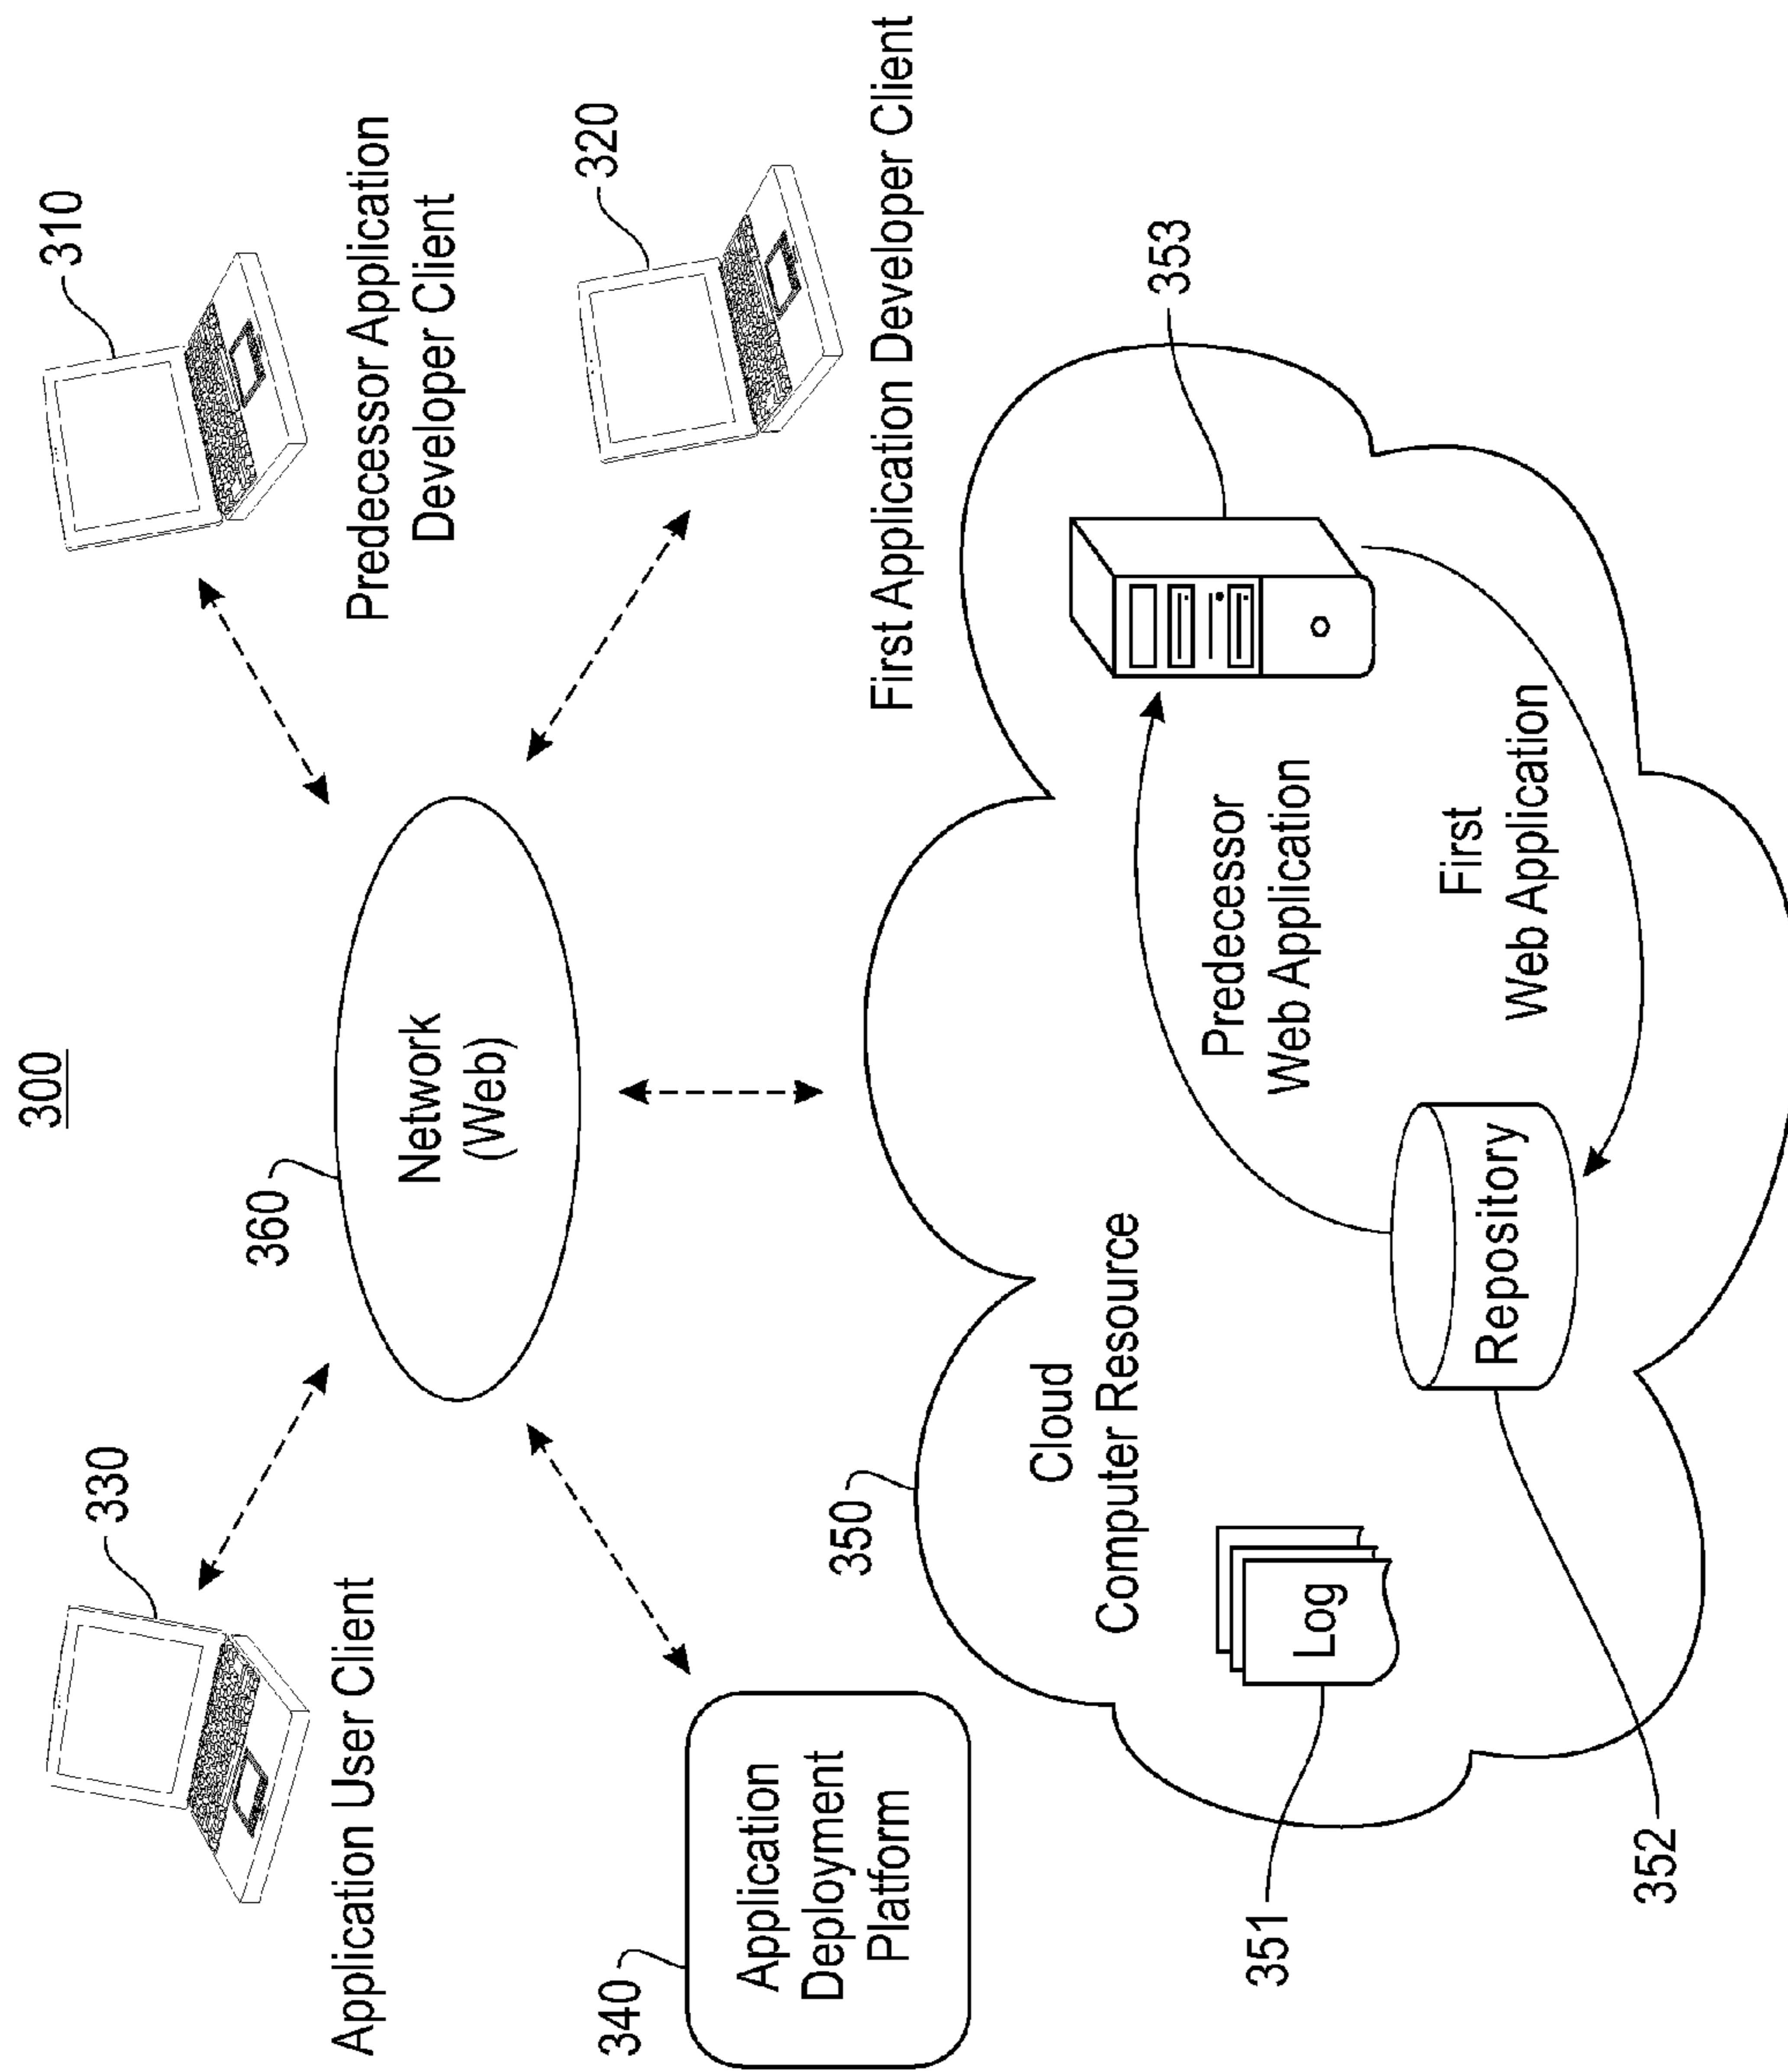 300
330
Application User Client
310
Predecessor Application
Developer Client
360
Network
(Web)
320
First Application Developer Client
340
Application
Deployment
Platform
350
Cloud
Computer Resource
Log
351
Repository
352
Predecessor
Web Application
First
Web Application
353